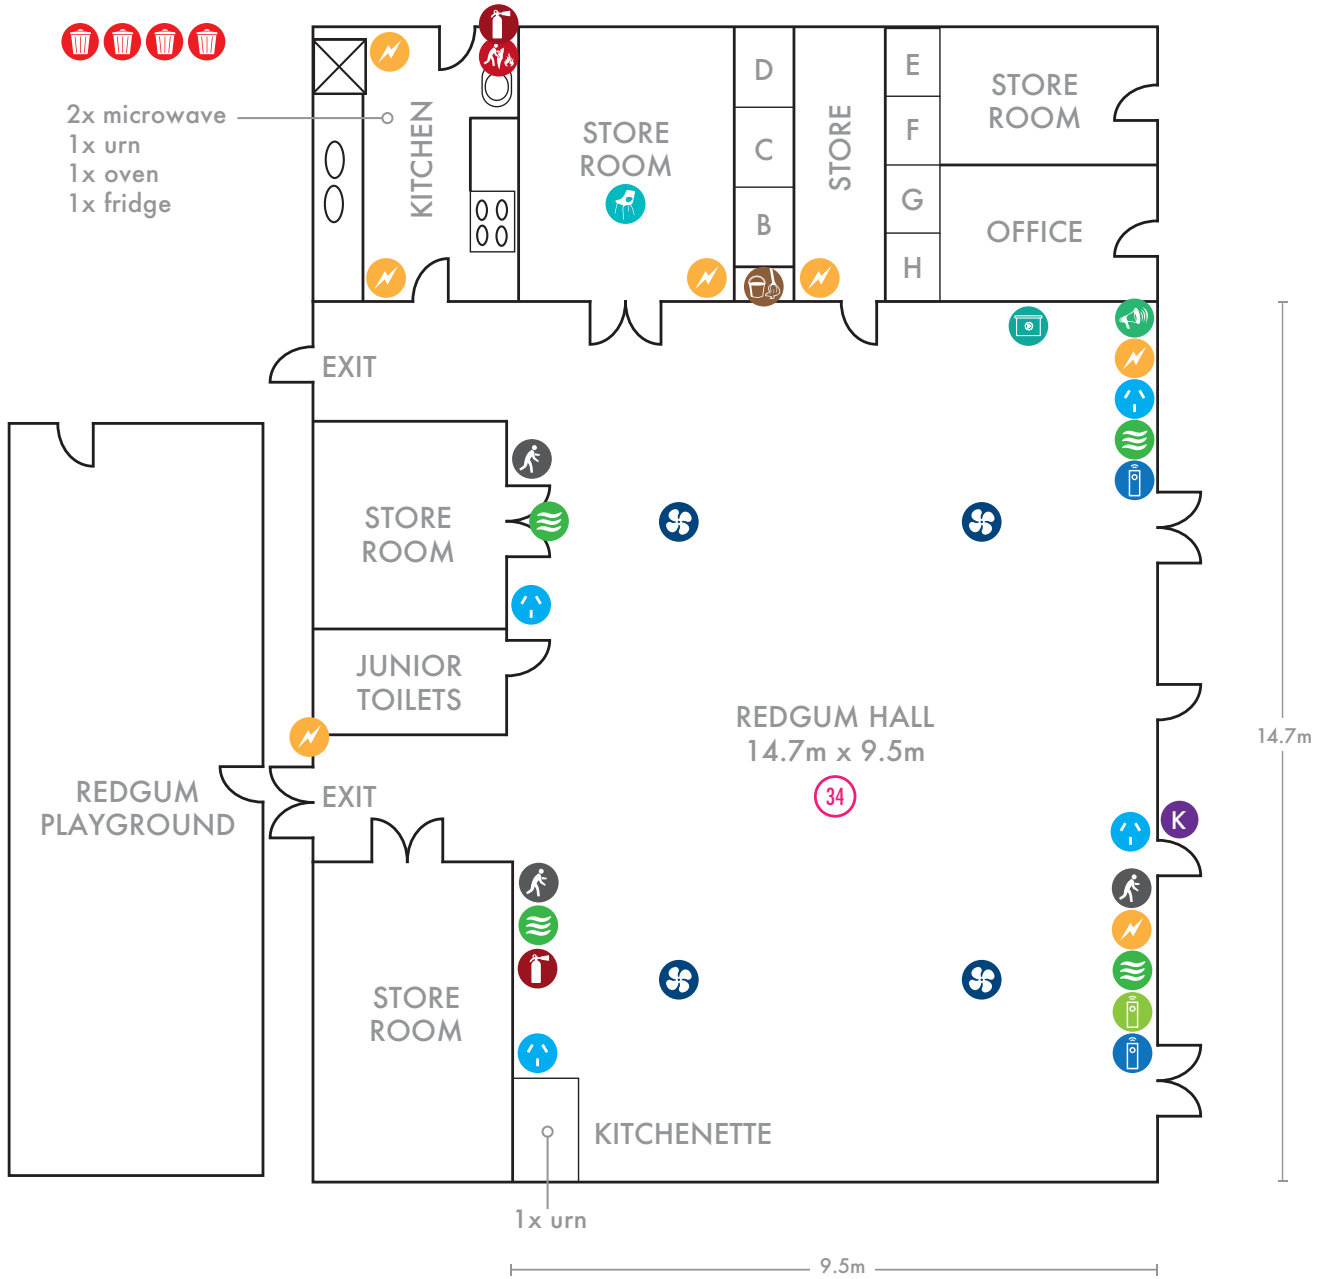 2x microwave
1x urn
1x oven
1x fridge
KITCHEN
STORE
ROOM
D
C
B
STORE
E
F
G
H
STORE
ROOM
OFFICE
EXIT
STORE
ROOM
JUNIOR
TOILETS
REDGUM HALL
14.7m x 9.5m
34
14.7m
REDGUM
PLAYGROUND
EXIT
K
STORE
ROOM
KITCHENETTE
1x urn
9.5m